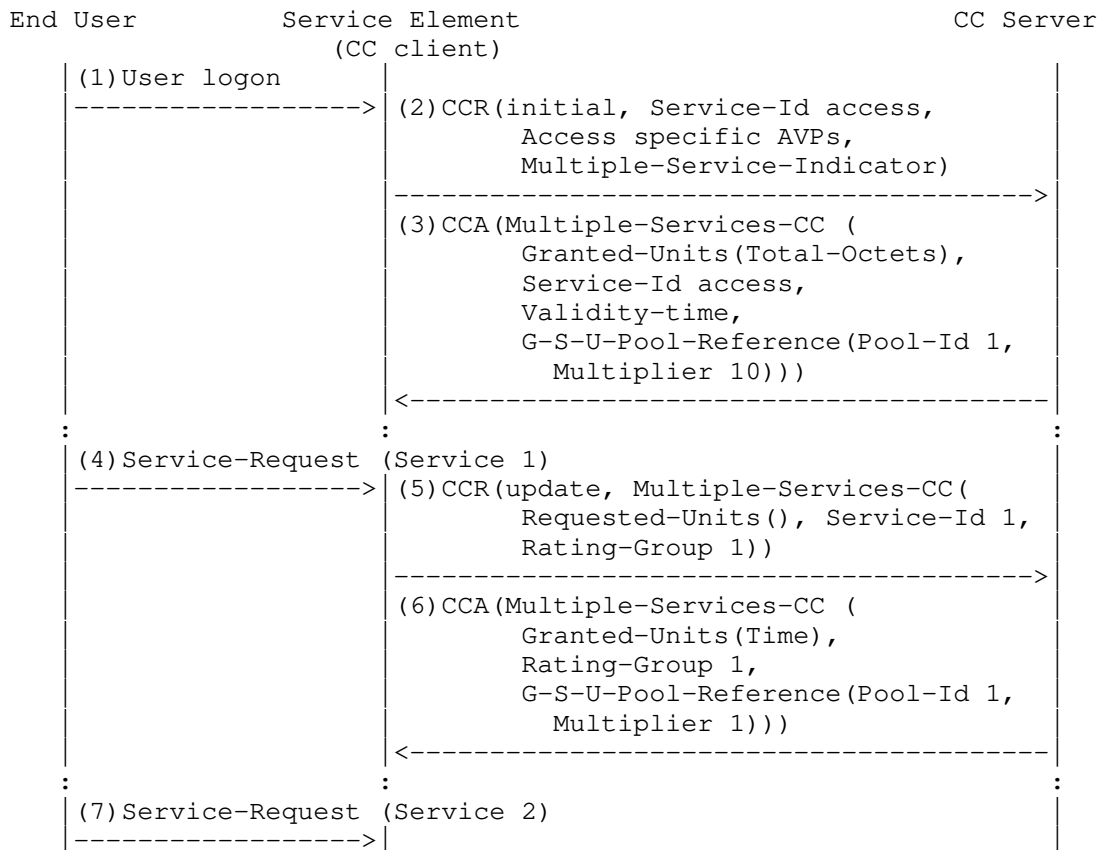 End User            Service Element                           CC Server
                    (CC client)
   |(1)User logon      |                                         |
   |------------------>|(2)CCR(initial, Service-Id access,       |
   |                   |       Access specific AVPs,             |
   |                   |       Multiple-Service-Indicator)       |
   |                   |---------------------------------------->|
   |                   |(3)CCA(Multiple-Services-CC (            |
   |                   |       Granted-Units(Total-Octets),      |
   |                   |       Service-Id access,                |
   |                   |       Validity-time,                    |
   |                   |       G-S-U-Pool-Reference(Pool-Id 1,   |
   |                   |         Multiplier 10)))                |
   |                   |<----------------------------------------|
   :                   :                                         :
   |(4)Service-Request (Service 1)                               |
   |------------------>|(5)CCR(update, Multiple-Services-CC(     |
   |                   |       Requested-Units(), Service-Id 1,  |
   |                   |       Rating-Group 1))                  |
   |                   |---------------------------------------->|
   |                   |(6)CCA(Multiple-Services-CC (            |
   |                   |       Granted-Units(Time),              |
   |                   |       Rating-Group 1,                   |
   |                   |       G-S-U-Pool-Reference(Pool-Id 1,   |
   |                   |         Multiplier 1)))                 |
   |                   |<----------------------------------------|
   :                   :                                         :
   |(7)Service-Request (Service 2)                               |
   |------------------>|                                         |